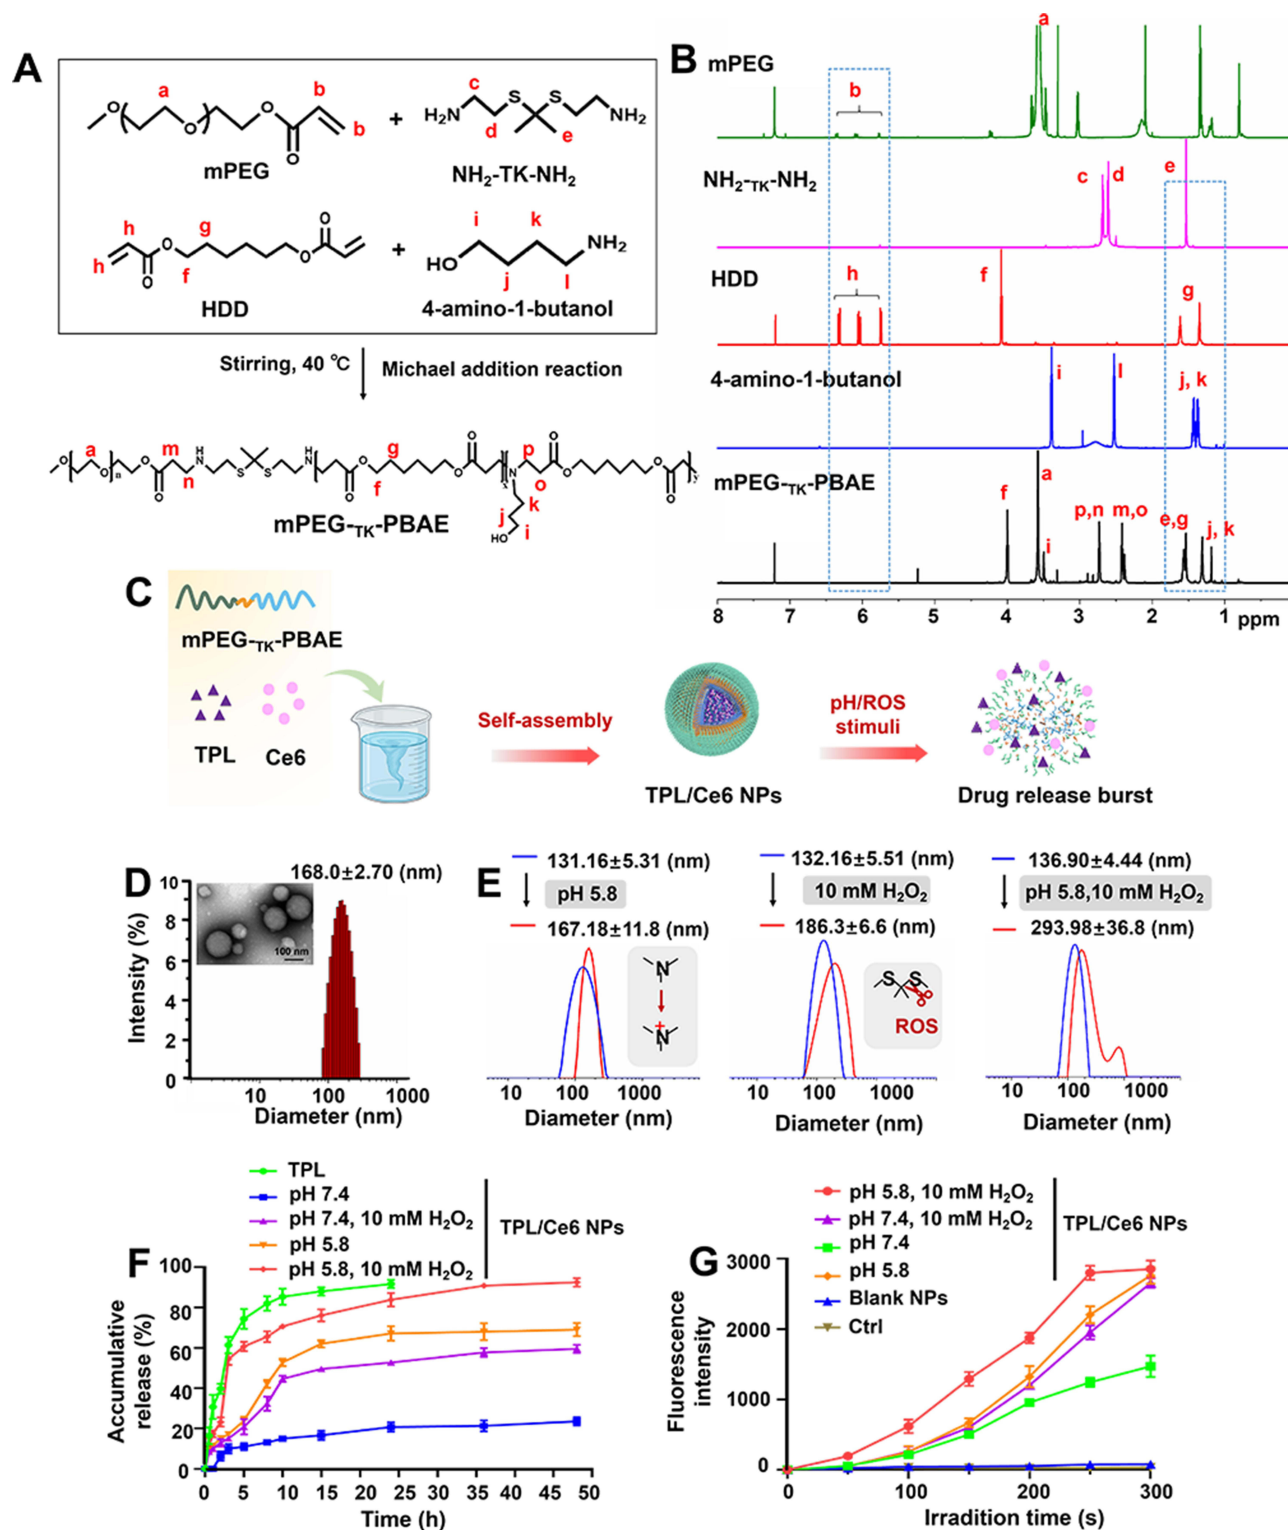 A
a
b
b
O
O
O
O
mPEG
+
c
d
e
H₂N
S
S
NH₂
NH₂-TK-NH₂
h
h
g
f
O
O
O
O
HDD
+
i
k
j
l
HO
NH₂
4-amino-1-butanol
Stirring, 40 °C
Michael addition reaction
a
m
n
g
f
p
o
k
j
i
O
O
n
O
O
H
N
S
S
H
N
O
O
O
O
x
N
O
O
O
O
y
HO
mPEG-TK-PBAE
B
mPEG
a
b
NH₂-TK-NH₂
c
d
e
HDD
h
f
g
4-amino-1-butanol
i
l
j, k
mPEG-TK-PBAE
f
a
i
p,n
m,o
e,g
j, k
8 7 6 5 4 3 2 1 ppm
C
mPEG-TK-PBAE
TPL
Ce6
Self-assembly
TPL/Ce6 NPs
pH/ROS
stimuli
Drug release burst
D
168.0±2.70 (nm)
100 nm
Intensity (%)
10
8
6
4
2
0
10 100 1000
Diameter (nm)
E
131.16±5.31 (nm)
pH 5.8
167.18±11.8 (nm)
N
+
N
10 100 1000
Diameter (nm)
132.16±5.51 (nm)
10 mM H₂O₂
186.3±6.6 (nm)
S
S
ROS
10 100 1000
Diameter (nm)
136.90±4.44 (nm)
pH 5.8,10 mM H₂O₂
293.98±36.8 (nm)
10 100 1000
Diameter (nm)
F
TPL
pH 7.4
pH 7.4, 10 mM H₂O₂
pH 5.8
pH 5.8, 10 mM H₂O₂
TPL/Ce6 NPs
Accumulative
release (%)
100
80
60
40
20
0
0 5 10 15 20 25 30 35 40 45 50
Time (h)
G
pH 5.8, 10 mM H₂O₂
pH 7.4, 10 mM H₂O₂
pH 7.4
pH 5.8
Blank NPs
Ctrl
TPL/Ce6 NPs
Fluorescence
intensity
3000
2000
1000
0
0 100 200 300
Irradition time (s)